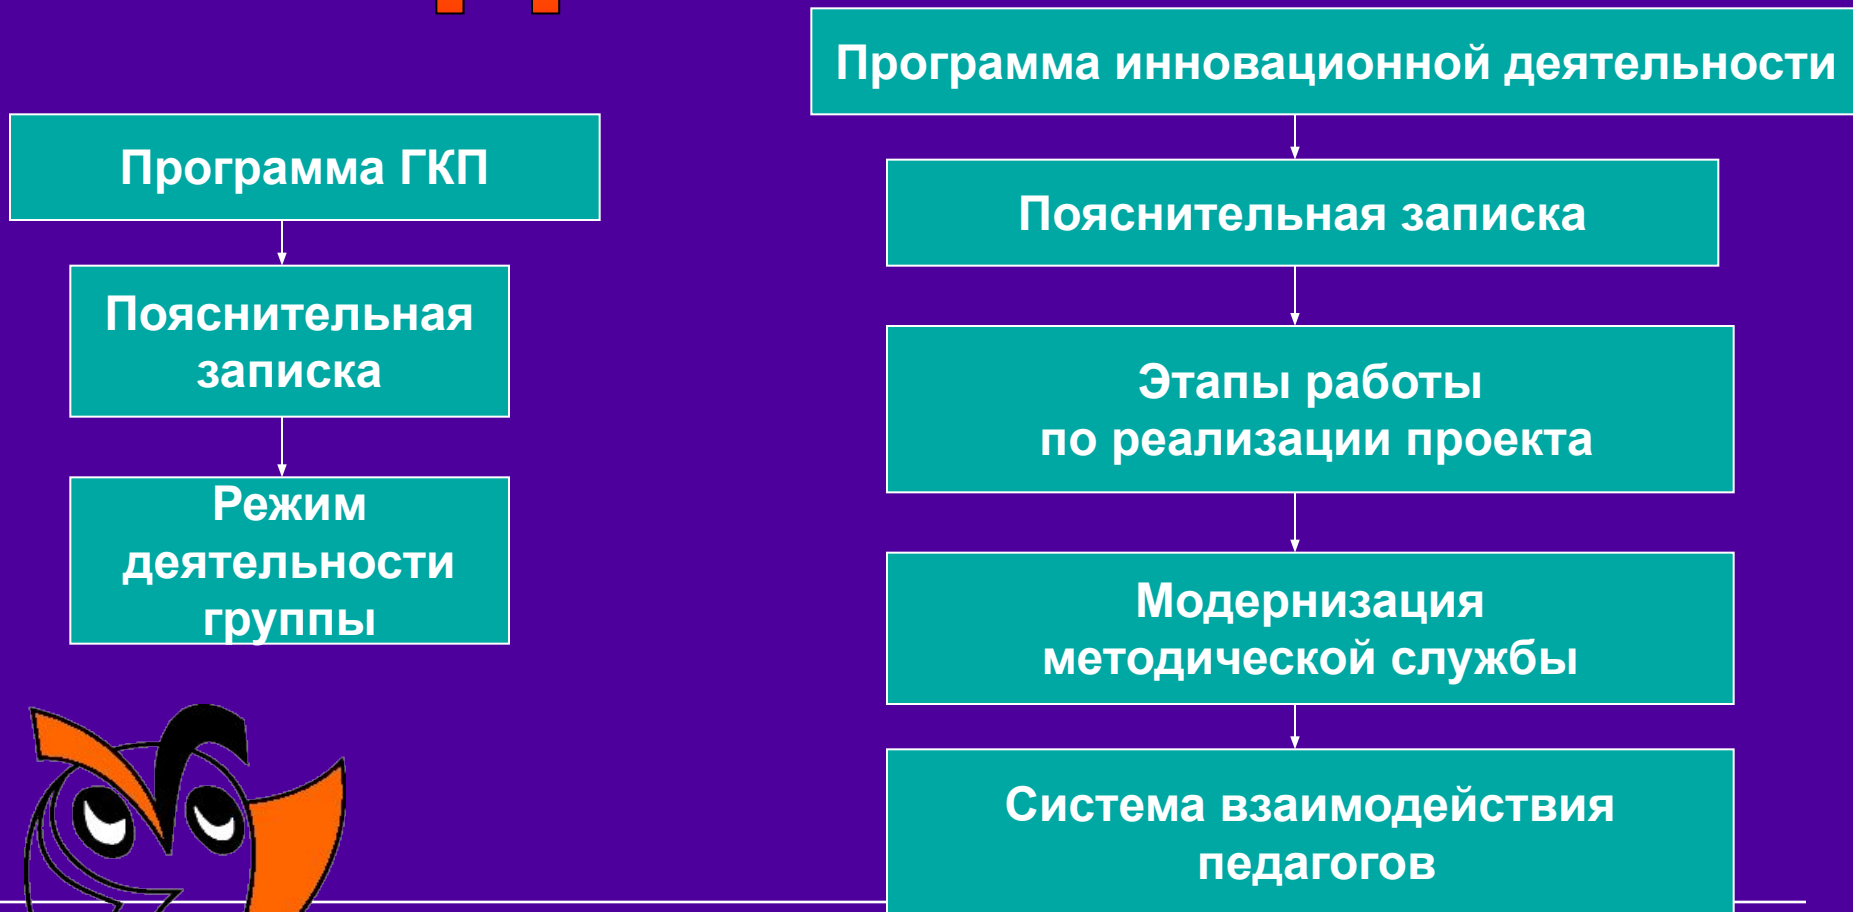 Программа ГКП
Пояснительная
записка
Режим
деятельности
группы
Программа инновационной деятельности
Пояснительная записка
Этапы работы
по реализации проекта
Модернизация
методической службы
Система взаимодействия
педагогов